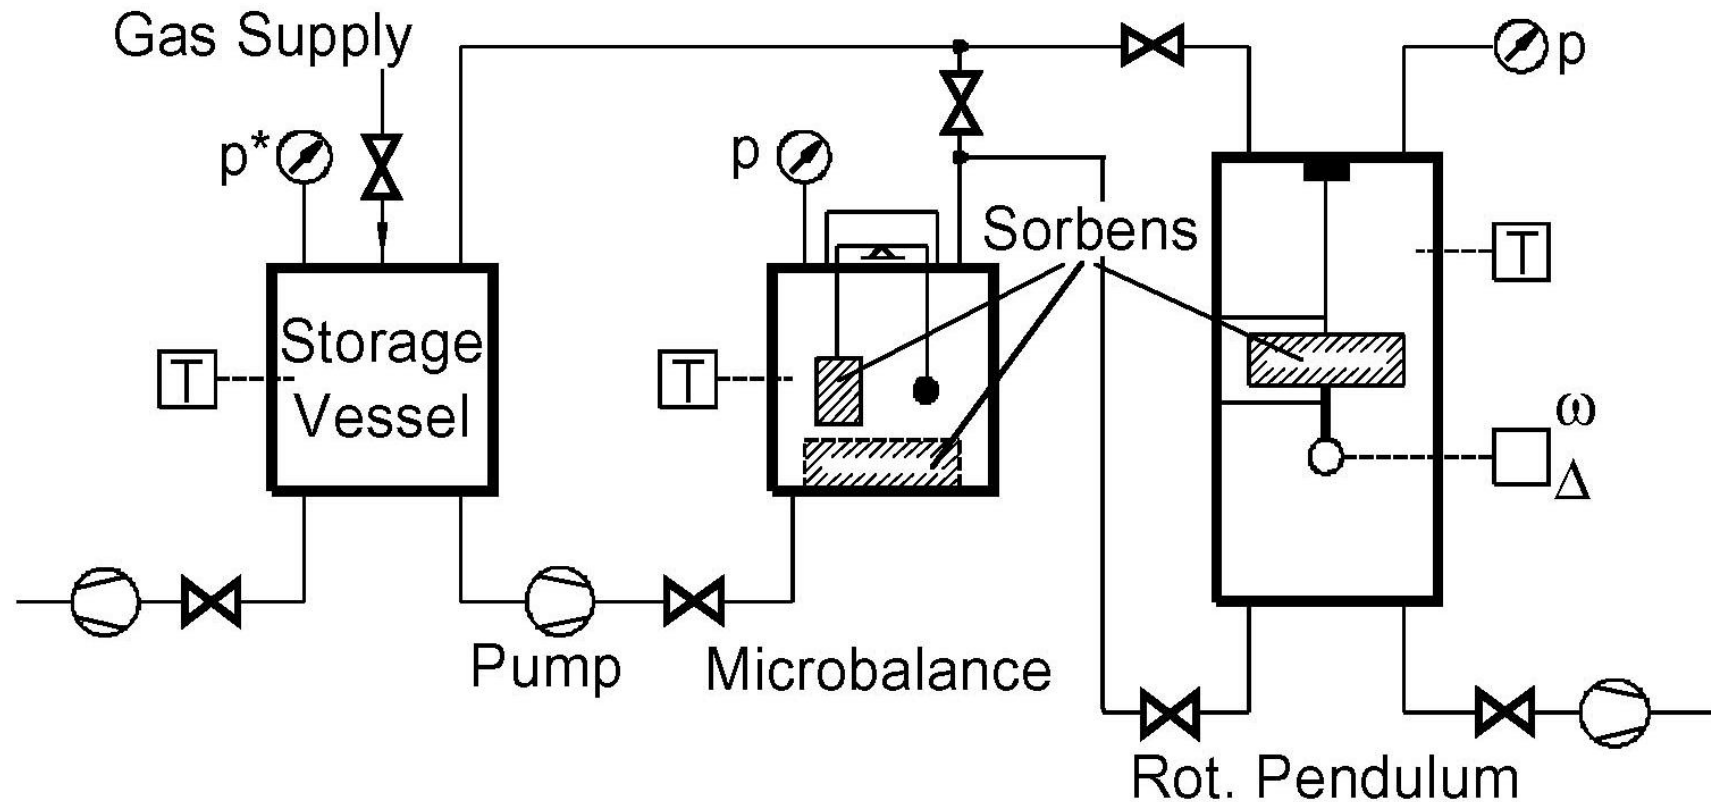 Gas Supply
p
p*
p
Sorbens
T
Storage
Vessel
T
T
ω
Δ
Pump
Microbalance
Rot. Pendulum